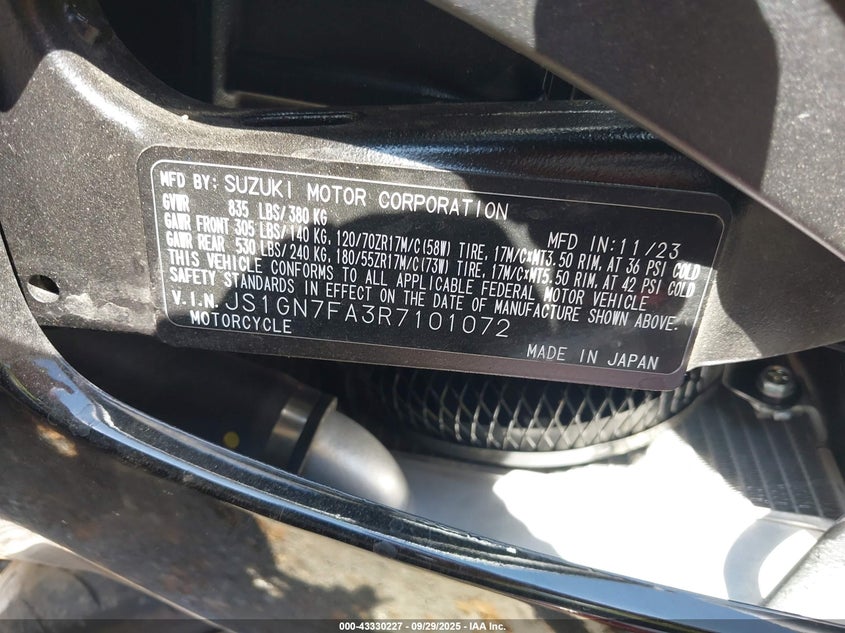 MFD BY: SUZUKI MOTOR CORPORATION
GVWR 835 LBS/380 KG MFD IN:11/23
GAWR FRONT 305 LBS/140 KG, 120/70ZR17M/C(58W) TIRE, 17M/C×MT3.50 RIM, AT 36 PSI COLD
GAWR REAR 530 LBS/240 KG, 180/55ZR17M/C(73W) TIRE, 17M/C×MT5.50 RIM, AT 42 PSI COLD
THIS VEHICLE CONFORMS TO ALL APPLICABLE FEDERAL MOTOR VEHICLE
SAFETY STANDARDS IN EFFECT ON THE DATE OF MANUFACTURE SHOWN ABOVE.
V.I.N. JS1GN7FA3R7101072
MOTORCYCLE
MADE IN JAPAN
000-43330227 - 09/29/2025 - IAA Inc.